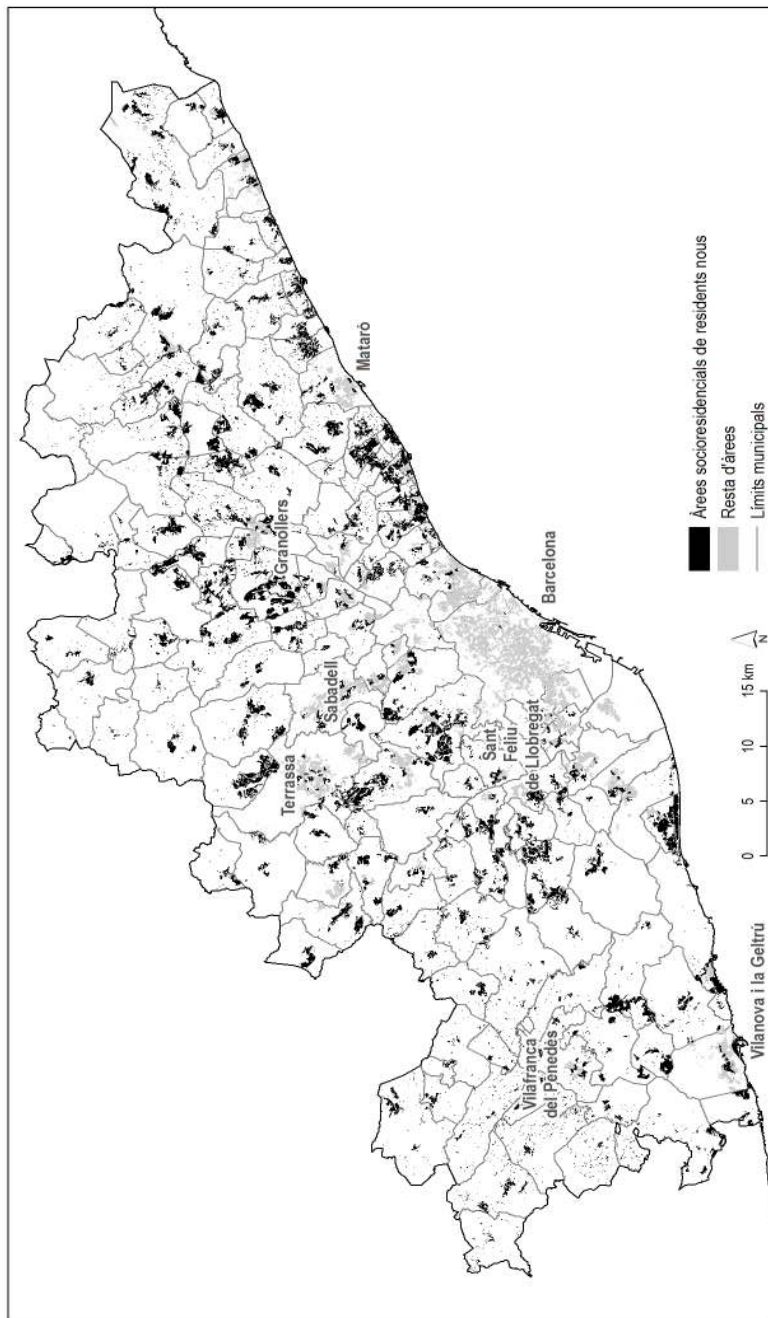 Granollers
Mataró
Terrassa
Sabadell
Sant
Feliu
de Llobregat
Barcelona
Vilafranca
del Penedès
Vilanova i la Geltrú
0 5 10 15 km
N
Àrees socioresidencials de residents nous
Resta d'àrees
Límits municipals